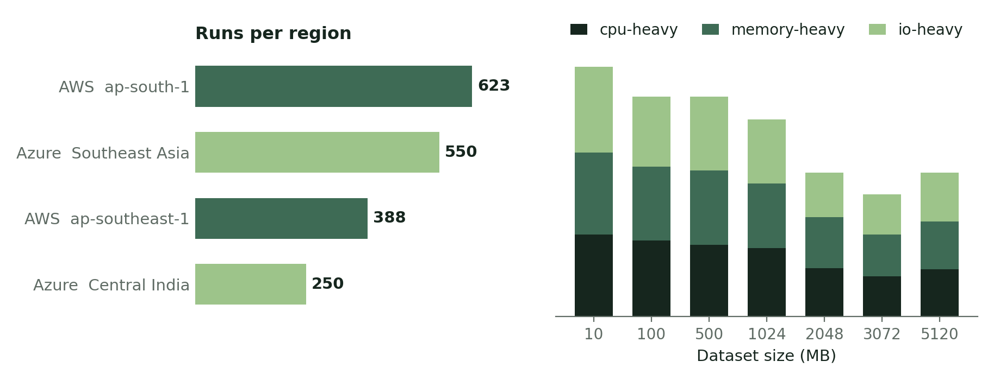 Runs per region
AWS  ap-south-1
623
Azure  Southeast Asia
550
AWS  ap-southeast-1
388
Azure  Central India
250
cpu-heavy
memory-heavy
io-heavy
10 100 500 1024 2048 3072 5120
Dataset size (MB)